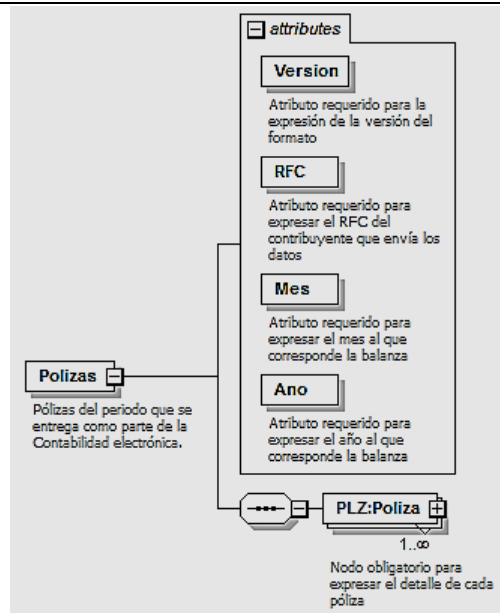 attributes
Version
Atributo requerido para la
expresión de la versión del
formato
RFC
Atributo requerido para
expresar el RFC del
contribuyente que envía los
datos
Mes
Atributo requerido para
expresar el mes al que
corresponde la balanza
Ano
Atributo requerido para
expresar el año al que
corresponde la balanza
Polizas
Pólizas del periodo que se
entrega como parte de la
Contabilidad electrónica.
PLZ:Poliza
1..∞
Nodo obligatorio para
expresar el detalle de cada
póliza